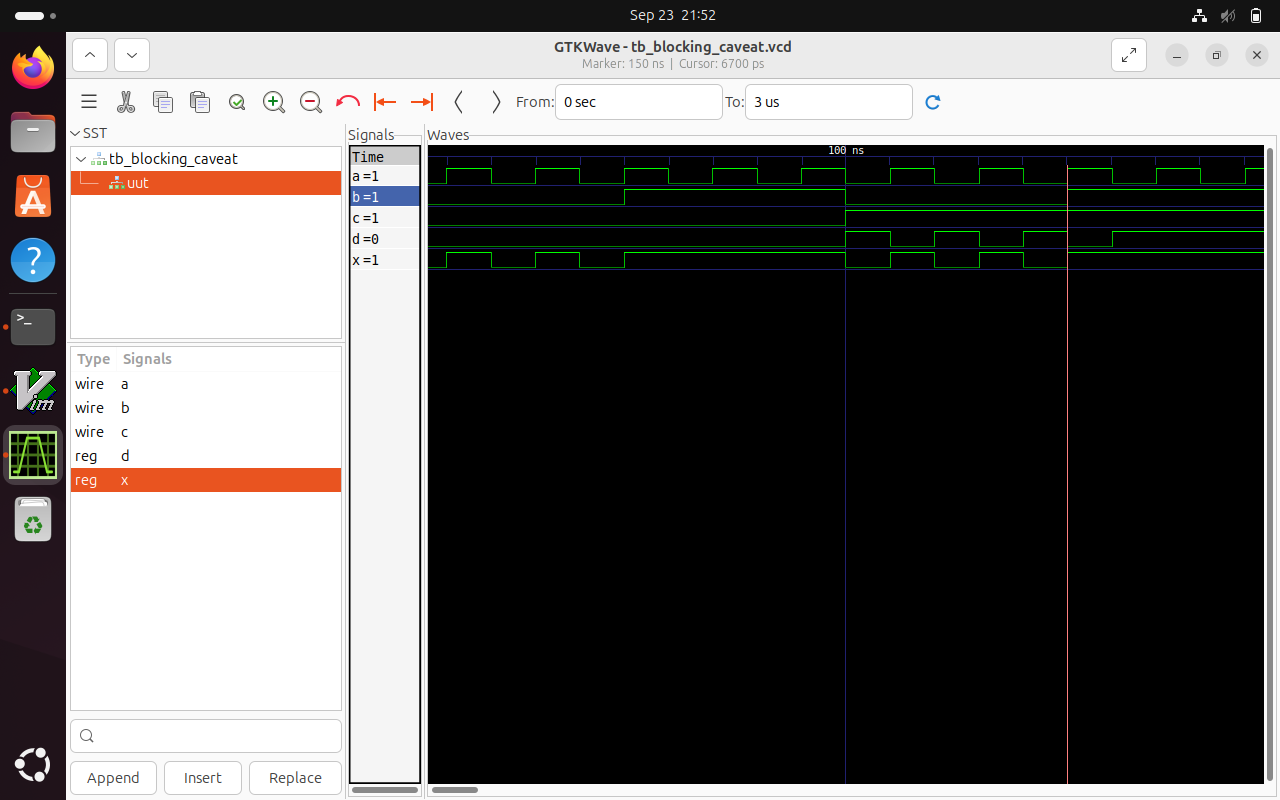 Sep 23 21:52
GTKWave - tb_blocking_caveat.vcd
Marker: 150 ns | Cursor: 6700 ps
From: 0 sec To: 3 us
SST
tb_blocking_caveat
uut
Type Signals
wire a
wire b
wire c
reg d
reg x
Append Insert Replace
Signals
Time
a=1
b=1
c=1
d=0
x=1
Waves
100 ns
>_
Vim
A
?